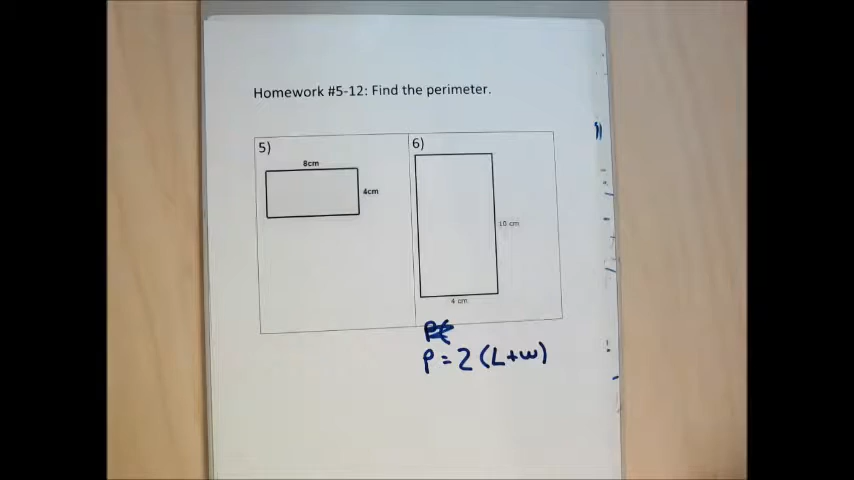 Homework #5-12: Find the perimeter.
5)
8cm
4cm
6)
10 cm
4 cm
P = 2 (L+w)